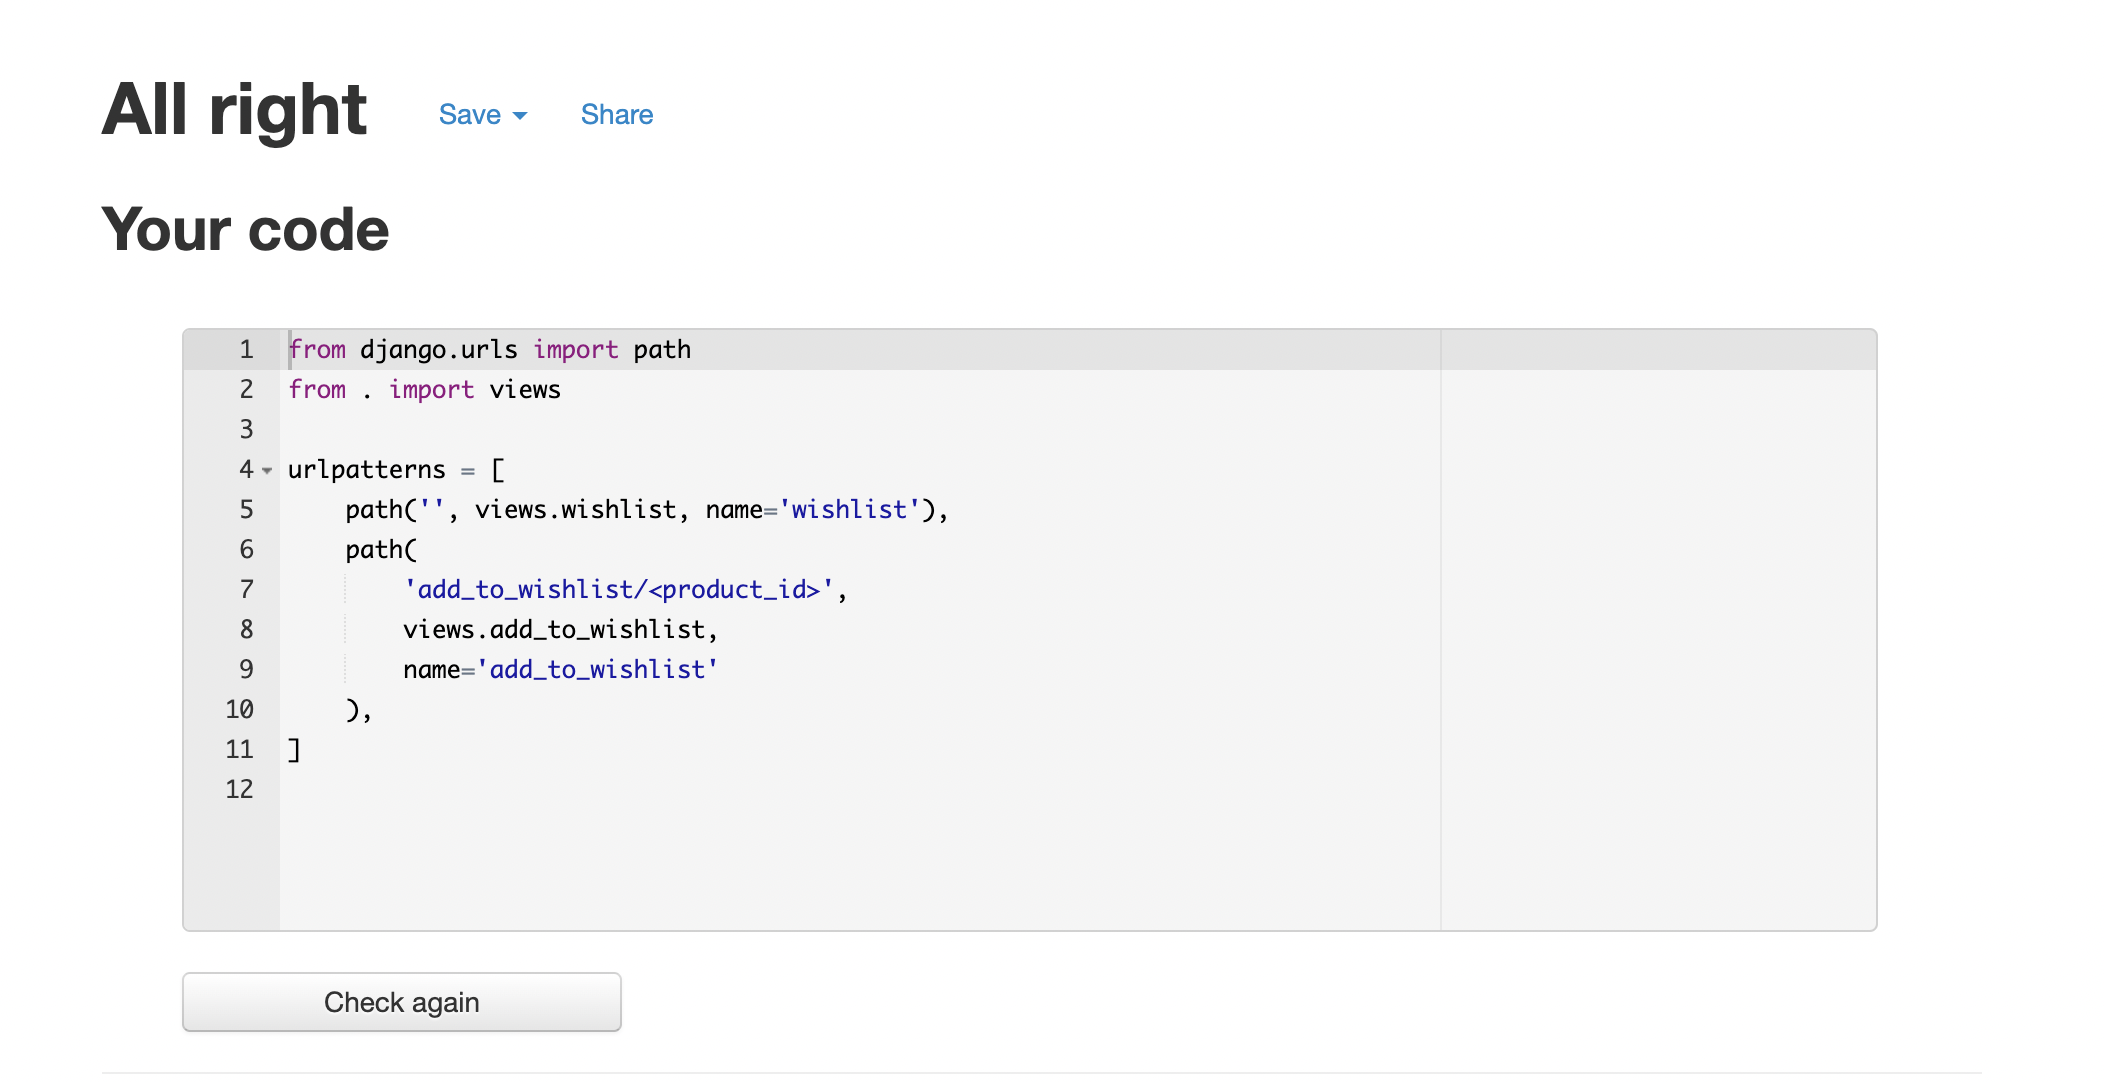 All right Save Share
Your code
1 from django.urls import path
2 from . import views
3
4 urlpatterns = [
5     path('', views.wishlist, name='wishlist'),
6     path(
7         'add_to_wishlist/<product_id>',
8         views.add_to_wishlist,
9         name='add_to_wishlist'
10     ),
11 ]
12
Check again